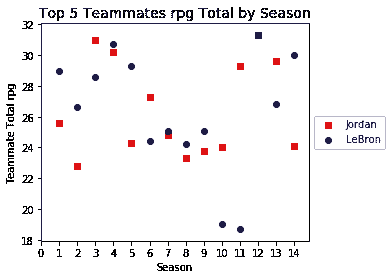 Top 5 Teammates rpg Total by Season
Teammate Total rpg
32
30
28
26
24
22
20
18
0 1 2 3 4 5 6 7 8 9 10 11 12 13 14
Season
Jordan
LeBron